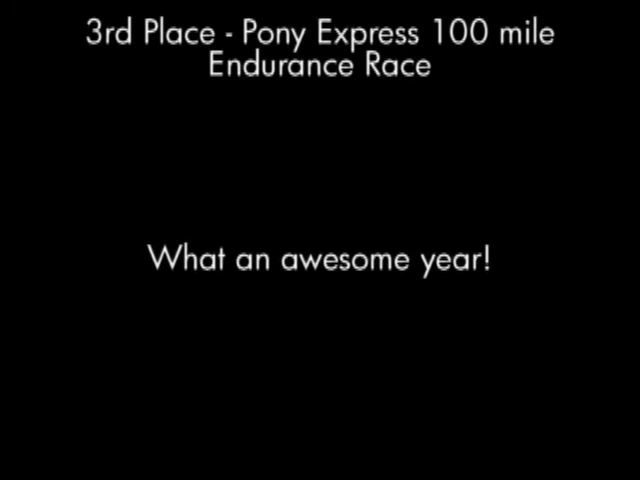 3rd Place - Pony Express 100 mile
Endurance Race
What an awesome year!